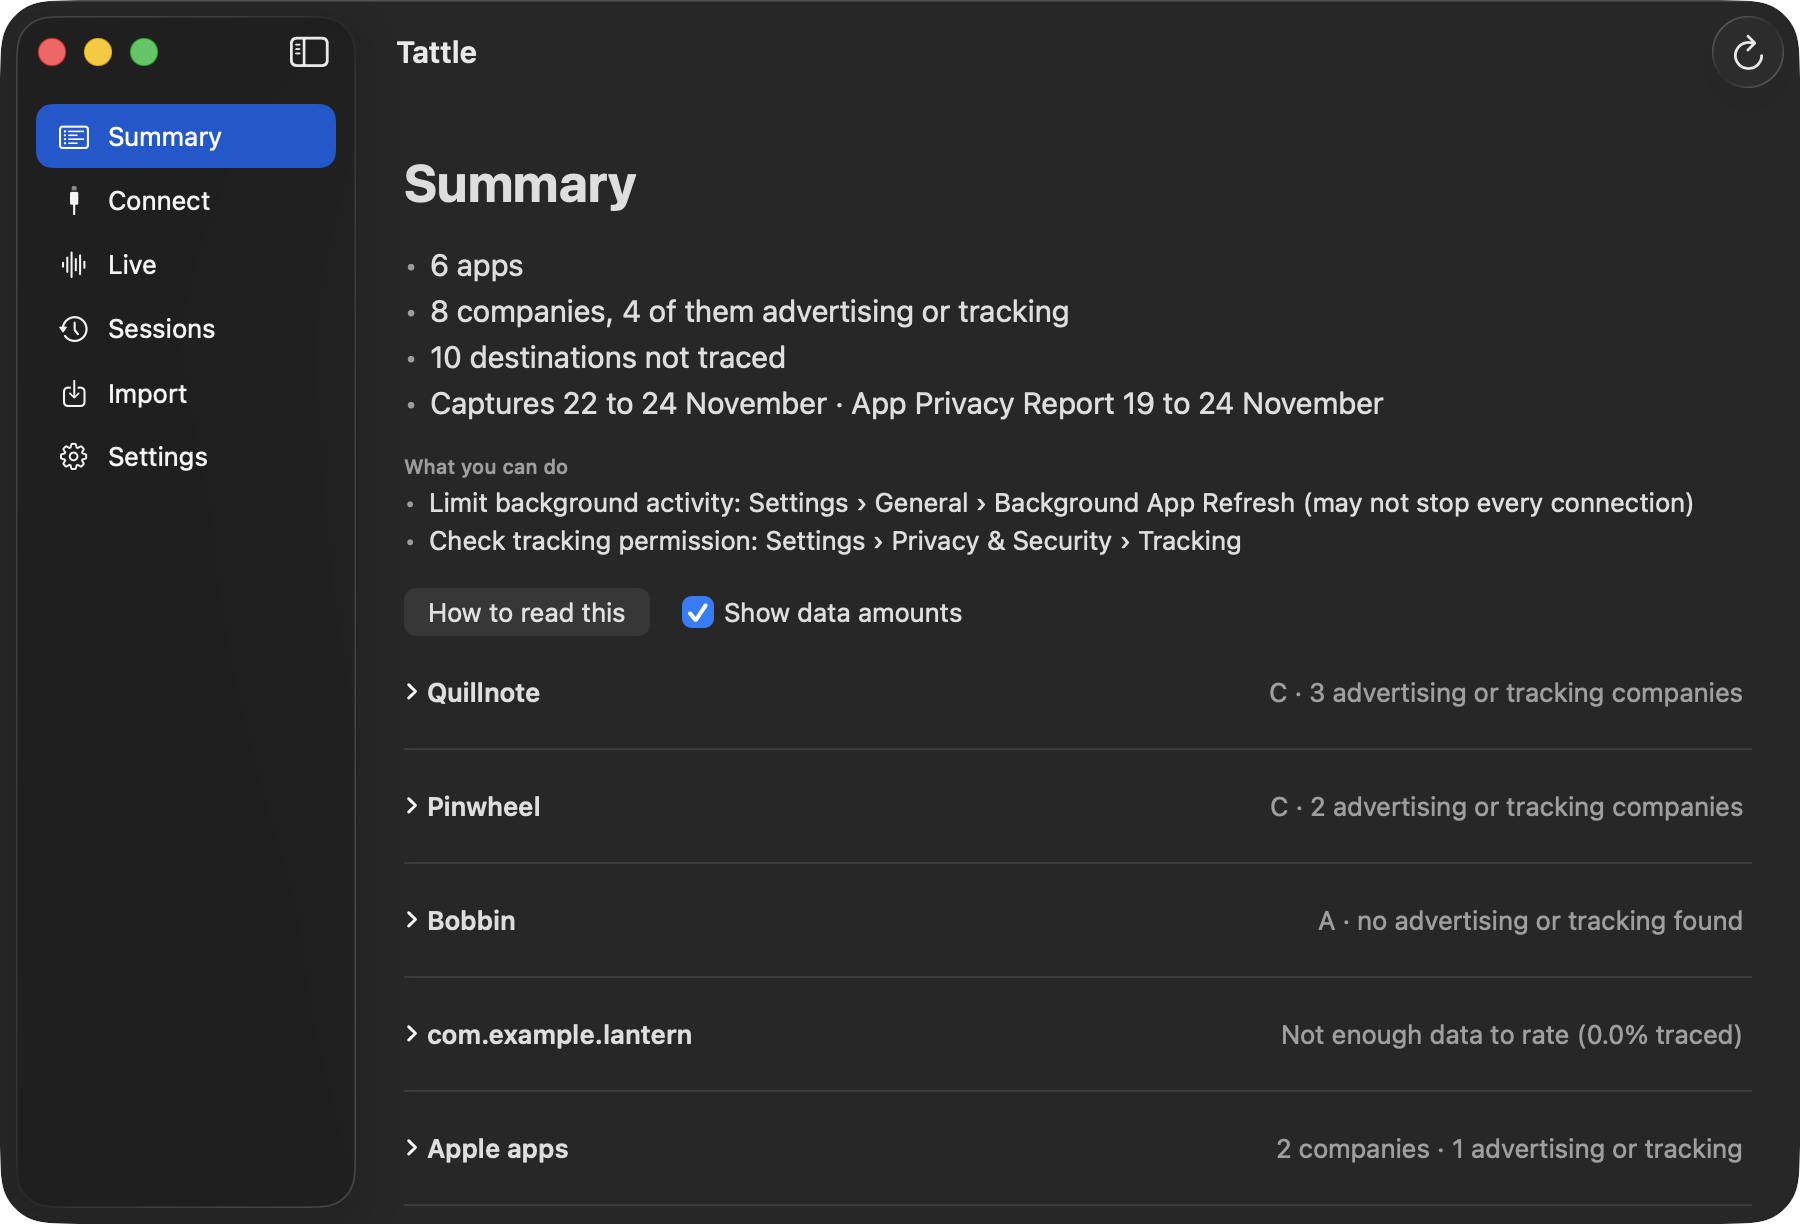 Tattle
Summary
Connect
Live
Sessions
Import
Settings
Summary
• 6 apps
• 8 companies, 4 of them advertising or tracking
• 10 destinations not traced
• Captures 22 to 24 November · App Privacy Report 19 to 24 November
What you can do
• Limit background activity: Settings › General › Background App Refresh (may not stop every connection)
• Check tracking permission: Settings › Privacy & Security › Tracking
How to read this
Show data amounts
Quillnote
C · 3 advertising or tracking companies
Pinwheel
C · 2 advertising or tracking companies
Bobbin
A · no advertising or tracking found
com.example.lantern
Not enough data to rate (0.0% traced)
Apple apps
2 companies · 1 advertising or tracking